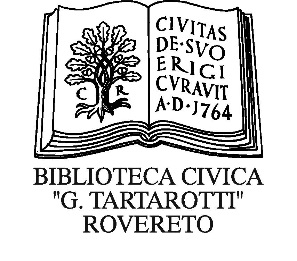 C R
CIVITAS
DE·SVO
ERIGI
CVRAVIT
A·D·1764
BIBLIOTECA CIVICA
"G. TARTAROTTI"
ROVERETO